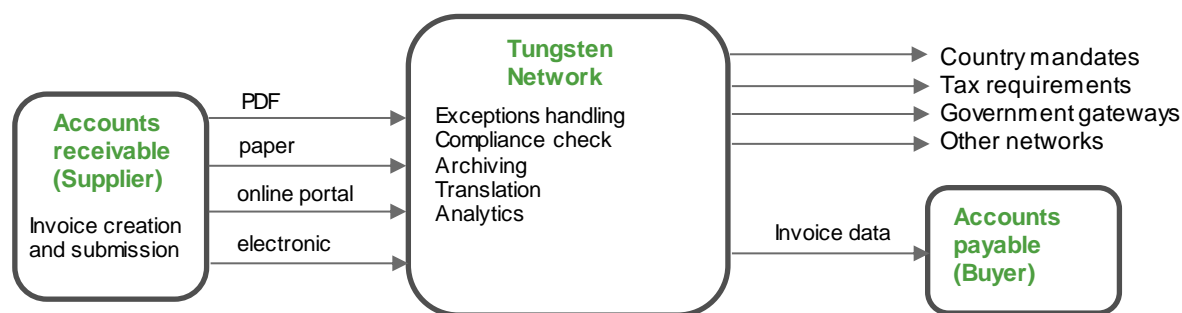 Accounts
receivable
(Supplier)
Invoice creation
and submission
PDF
paper
online portal
electronic
Tungsten
Network
Exceptions handling
Compliance check
Archiving
Translation
Analytics
Country mandates
Tax requirements
Government gateways
Other networks
Invoice data
Accounts
payable
(Buyer)